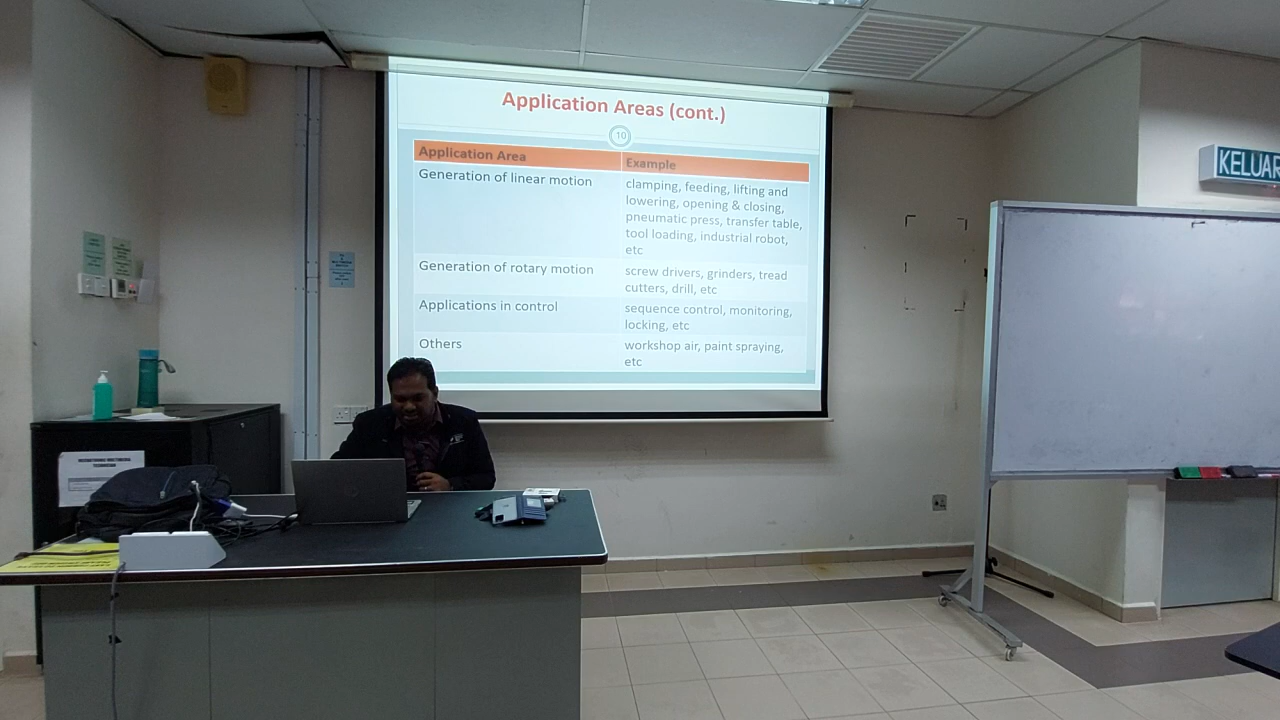 Application Areas (cont.)
10
Application Area
Example
Generation of linear motion
clamping, feeding, lifting and
lowering, opening & closing,
pneumatic press, transfer table,
tool loading, industrial robot,
etc
Generation of rotary motion
screw drivers, grinders, tread
cutters, drill, etc
Applications in control
sequence control, monitoring,
locking, etc
Others
workshop air, paint spraying,
etc
KELUAR